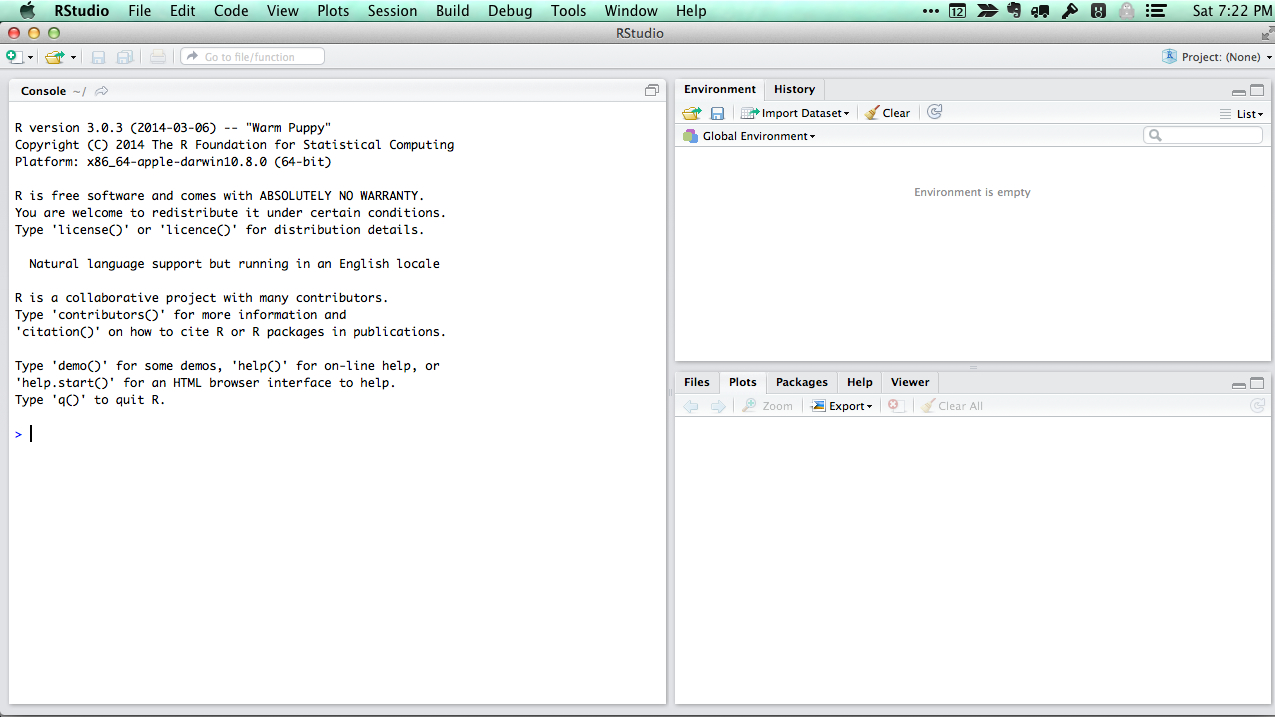 RStudio File Edit Code View Plots Session Build Debug Tools Window Help 12 8 Sat 7:22 PM
RStudio
Go to file/function Project: (None)
Console ~/
R version 3.0.3 (2014-03-06) -- "Warm Puppy"
Copyright (C) 2014 The R Foundation for Statistical Computing
Platform: x86_64-apple-darwin10.8.0 (64-bit)
R is free software and comes with ABSOLUTELY NO WARRANTY.
You are welcome to redistribute it under certain conditions.
Type 'license()' or 'licence()' for distribution details.
Natural language support but running in an English locale
R is a collaborative project with many contributors.
Type 'contributors()' for more information and
'citation()' on how to cite R or R packages in publications.
Type 'demo()' for some demos, 'help()' for on-line help, or
'help.start()' for an HTML browser interface to help.
Type 'q()' to quit R.
>
Environment History
Import Dataset Clear List
Global Environment
Environment is empty
Files Plots Packages Help Viewer
Zoom Export Clear All